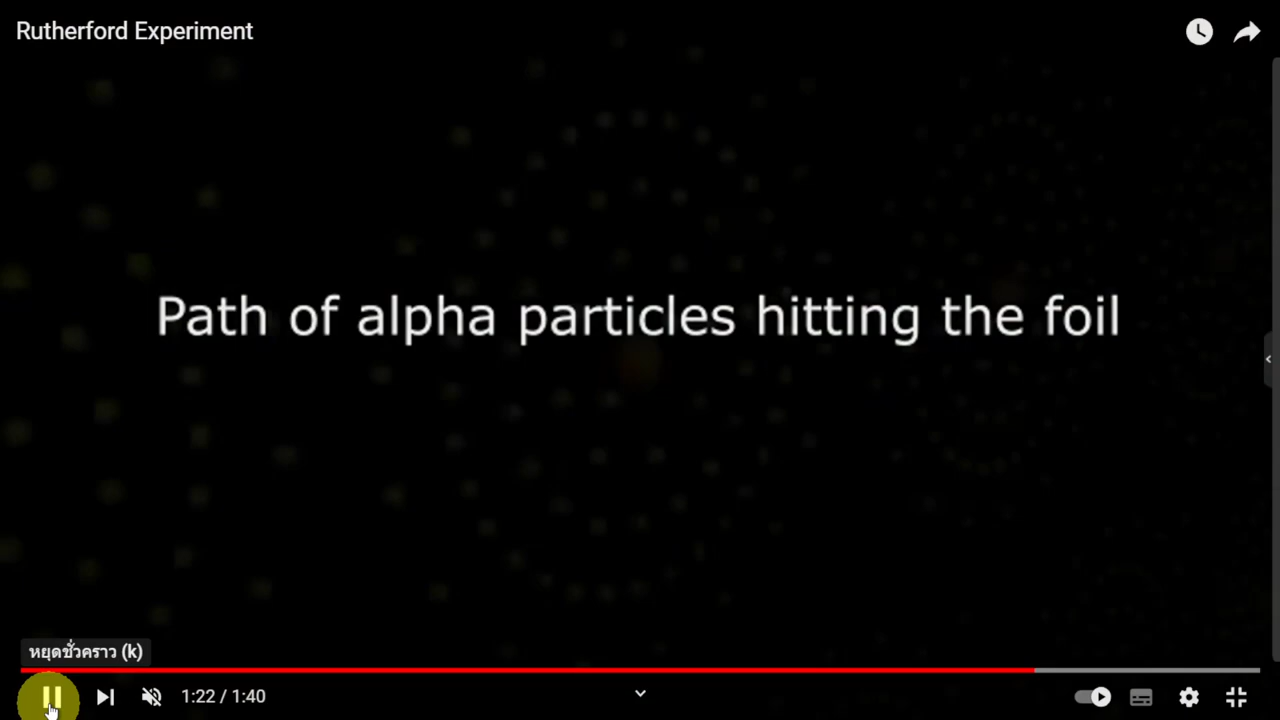 Rutherford Experiment
Path of alpha particles hitting the foil
หยุดชั่วคราว (k)
1:22 / 1:40